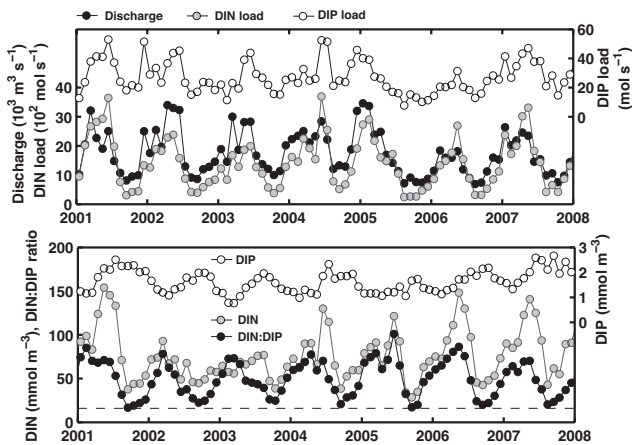 Discharge DIN load DIP load
Discharge (10³ m³ s⁻¹)
DIN load (10² mol s⁻¹)
40
30
20
10
0
60
40
20
0
DIP load
(mol s⁻¹)
2001 2002 2003 2004 2005 2006 2007 2008
DIN (mmol m⁻³), DIN:DIP ratio
200
150
100
50
0
DIP
DIN
DIN:DIP
3
2
1
0
DIP (mmol m⁻³)
2001 2002 2003 2004 2005 2006 2007 2008